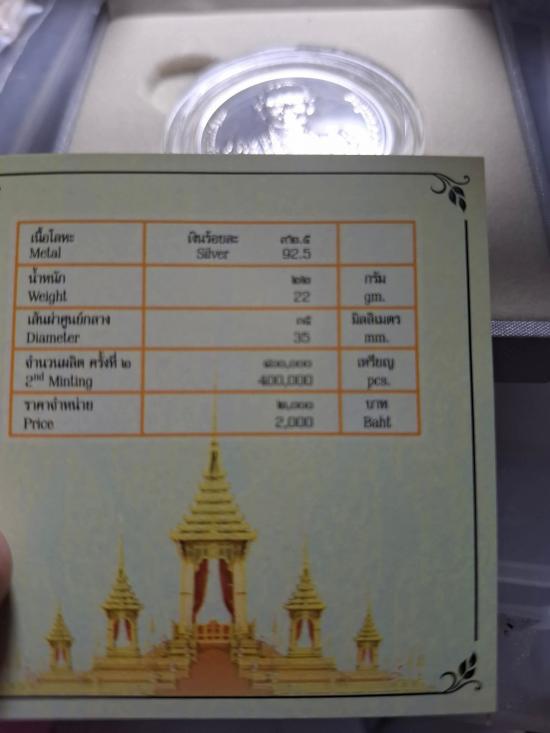 เนื้อโลหะ เงินร้อยละ ๙๒.๕
Metal Silver 92.5
น้ำหนัก ๒๒ กรัม
Weight 22 gm.
เส้นผ่าศูนย์กลาง ๓๕ มิลลิเมตร
Diameter 35 mm.
จำนวนผลิต ครั้งที่ ๒ ๔๐๐,๐๐๐ เหรียญ
2nd Minting 400,000 pcs.
ราคาจำหน่าย ๒,๐๐๐ บาท
Price 2,000 Baht